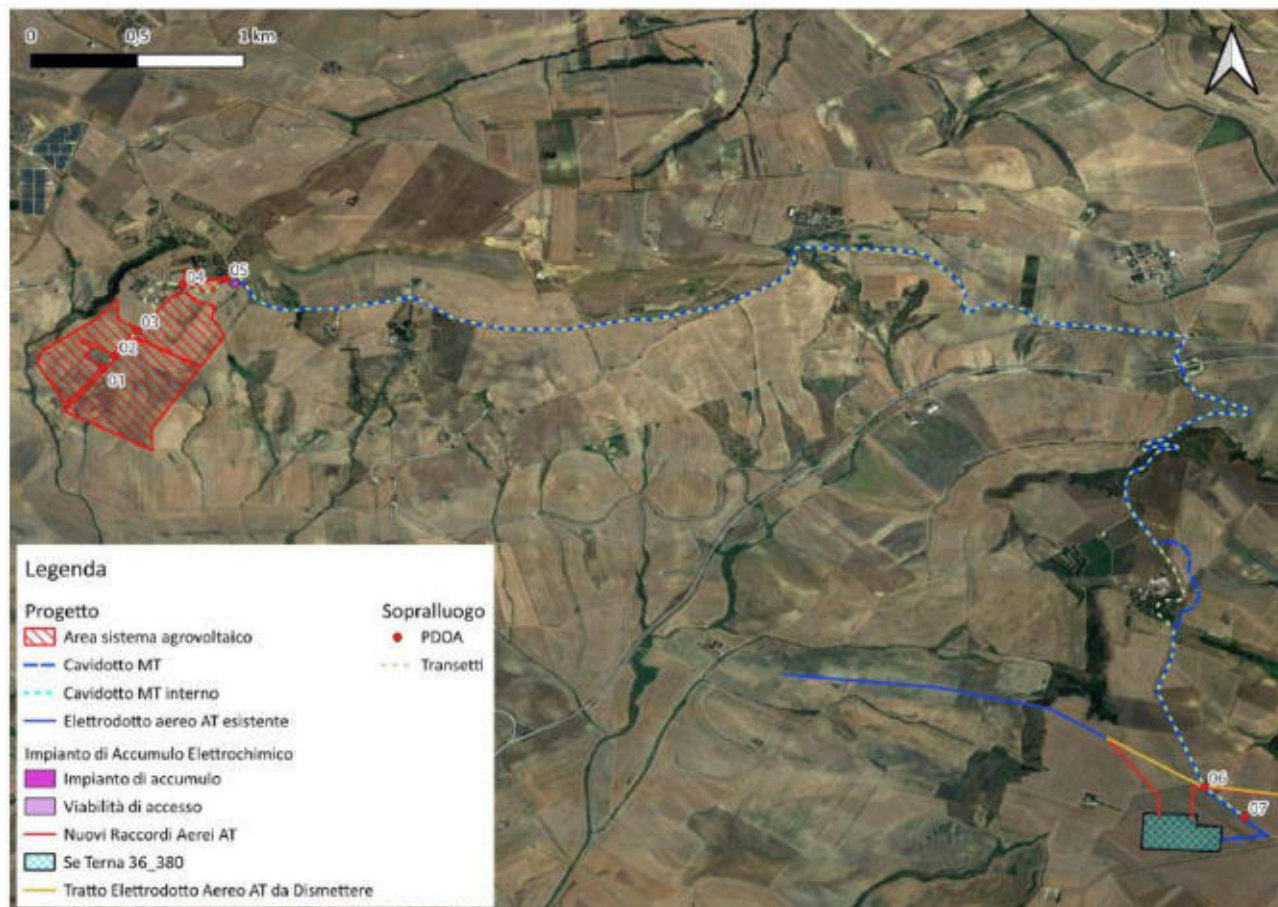 0 0,5 1 km
05
04
03
02
01
06
07
Legenda
Progetto
Area sistema agrovoltaico
Cavidotto MT
Cavidotto MT interno
Elettrodotto aereo AT esistente
Impianto di Accumulo Elettrochimico
Impianto di accumulo
Viabilità di accesso
Nuovi Raccordi Aerei AT
Se Terna 36_380
Tratto Elettrodotto Aereo AT da Dismettere
Sopralluogo
PDOA
Transetti